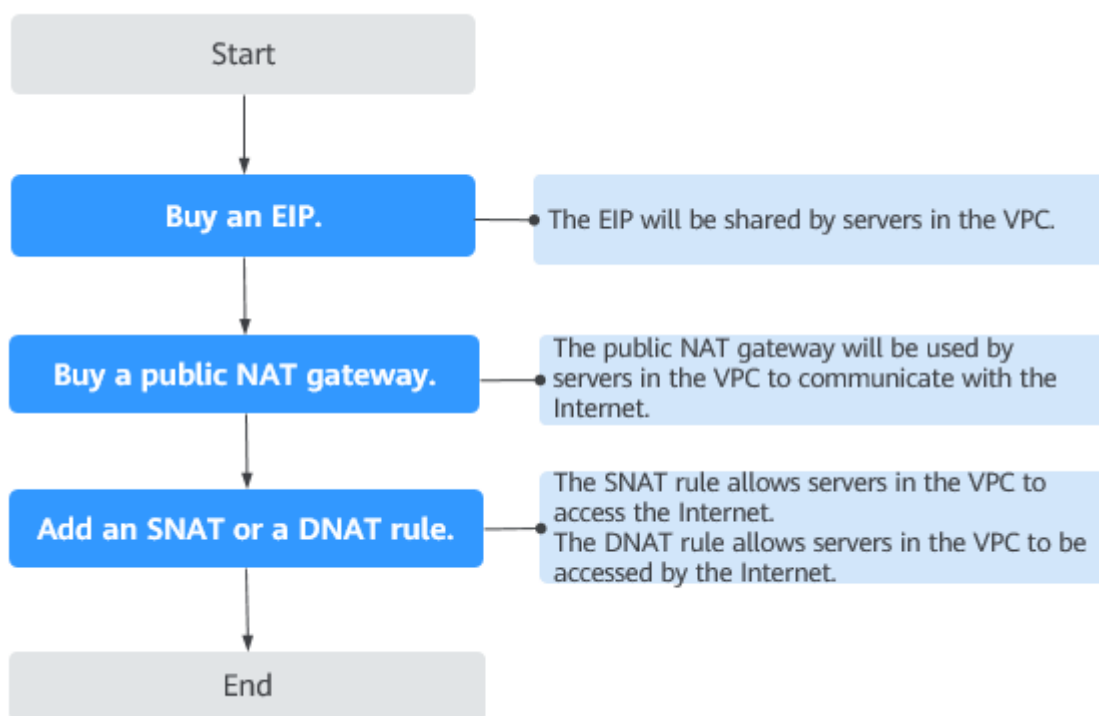 Start
Buy an EIP.
The EIP will be shared by servers in the VPC.
Buy a public NAT gateway.
The public NAT gateway will be used by
servers in the VPC to communicate with the
Internet.
Add an SNAT or a DNAT rule.
The SNAT rule allows servers in the VPC to
access the Internet.
The DNAT rule allows servers in the VPC to be
accessed by the Internet.
End